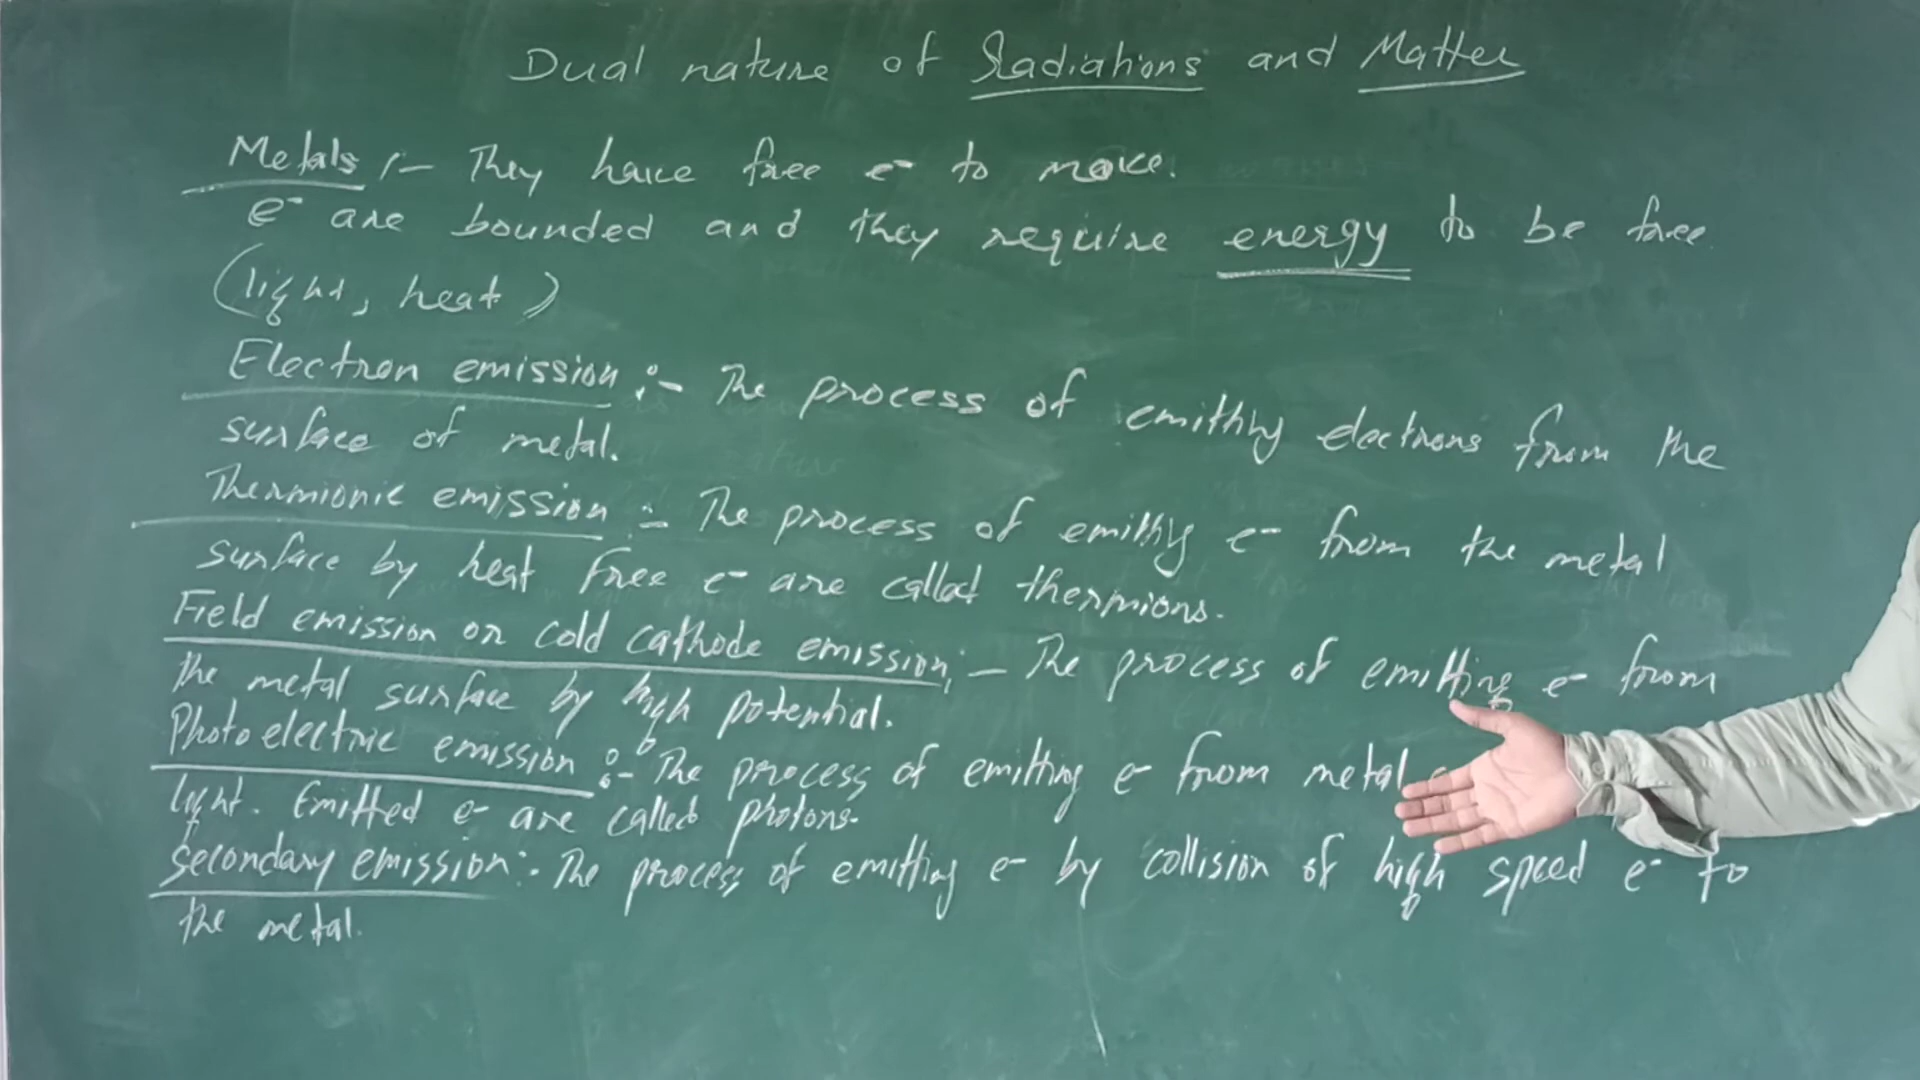 Dual nature of Radiations and Matter
Metals :- They have free e- to move.
e- are bounded and they require energy to be free
(light, heat)
Electron emission :- The process of emitting electrons from the
surface of metal.
Thermionic emission :- The process of emitting e- from the metal
surface by heat Free e- are called thermions.
Field emission or cold cathode emission :- The process of emitting e- from
the metal surface by high potential.
Photoelectric emission :- The process of emitting e- from metal
light. Emitted e- are called photons.
Secondary emission :- The process of emitting e- by collision of high speed e- to
the metal.